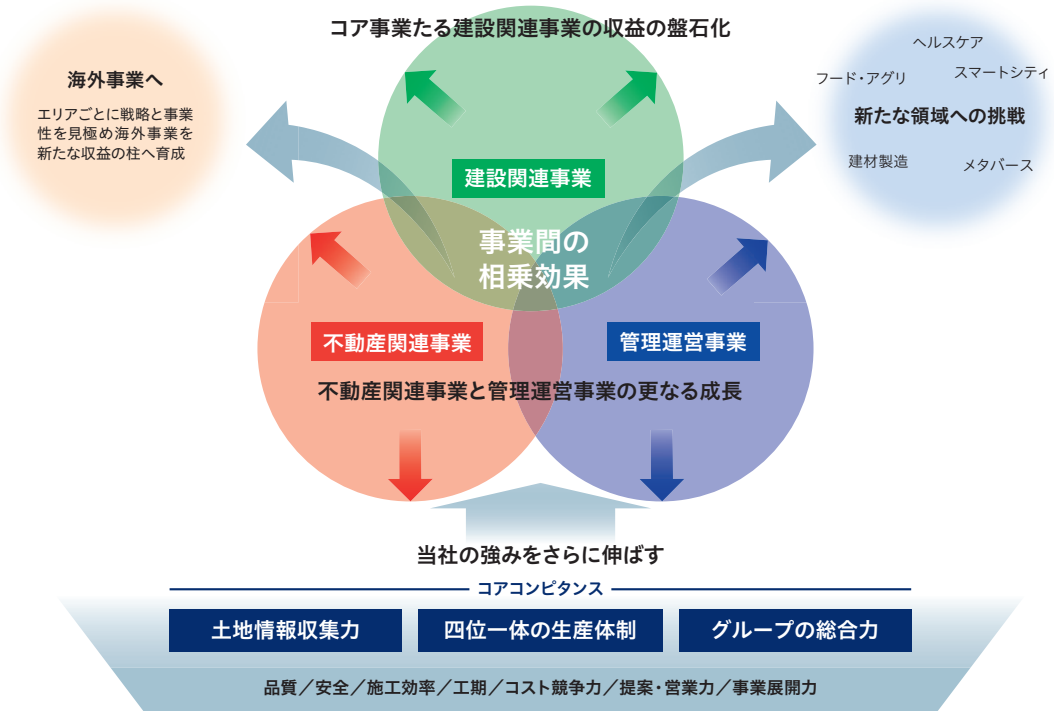 コア事業たる建設関連事業の収益の盤石化
海外事業へ
エリアごとに戦略と事業
性を見極め海外事業を
新たな収益の柱へ育成
ヘルスケア
フード・アグリ
スマートシティ
新たな領域への挑戦
建材製造
メタバース
建設関連事業
事業間の
相乗効果
不動産関連事業
管理運営事業
不動産関連事業と管理運営事業の更なる成長
当社の強みをさらに伸ばす
コアコンピタンス
土地情報収集力
四位一体の生産体制
グループの総合力
品質／安全／施工効率／工期／コスト競争力／提案・営業力／事業展開力